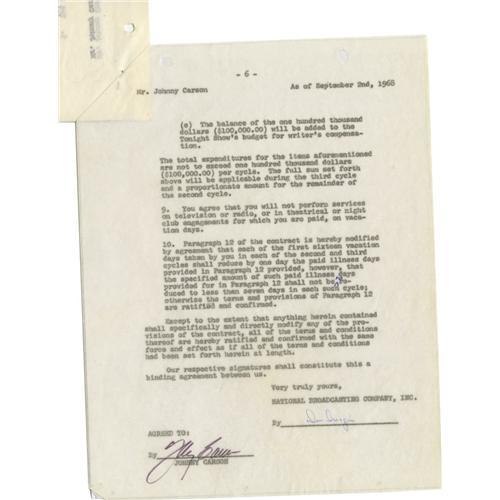 - 6 -
Mr. Johnny Carson As of September 2nd, 1968
(e) The balance of the one hundred thousand
dollars ($100,000.00) will be added to the
Tonight Show's budget for writer's compensa-
tion.
The total expenditures for the items aforementioned
are not to exceed one hundred thousand dollars
($100,000.00) per cycle. The full sum set forth
above will be applicable during the third cycle
and a proportionate amount for the remainder of
the second cycle.
9. You agree that you will not perform services
on television or radio, or in theatrical or night
club engagements for which you are paid, on vaca-
tion days.
10. Paragraph 12 of the contract is hereby modified
by agreement that each of the first sixteen vacation
days taken by you in each of the second and third
cycles shall reduce by one day the paid illness days
provided in Paragraph 12 provided, however, that
the specified amount of such paid illness days
provided for in Paragraph 12 shall not be re-
duced to less than seven days in each such cycle;
otherwise the terms and provisions of Paragraph 12
are ratified and confirmed.
Except to the extent that anything herein contained
shall specifically and directly modify any of the pro-
visions of the contract, all of the terms and conditions
thereof are hereby ratified and confirmed with the same
force and effect as if all of the terms and conditions
had been set forth herein at length.
Our respective signatures shall constitute this a
binding agreement between us.
Very truly yours,
NATIONAL BROADCASTING COMPANY, INC.
By
AGREED TO:
By
JOHNNY CARSON